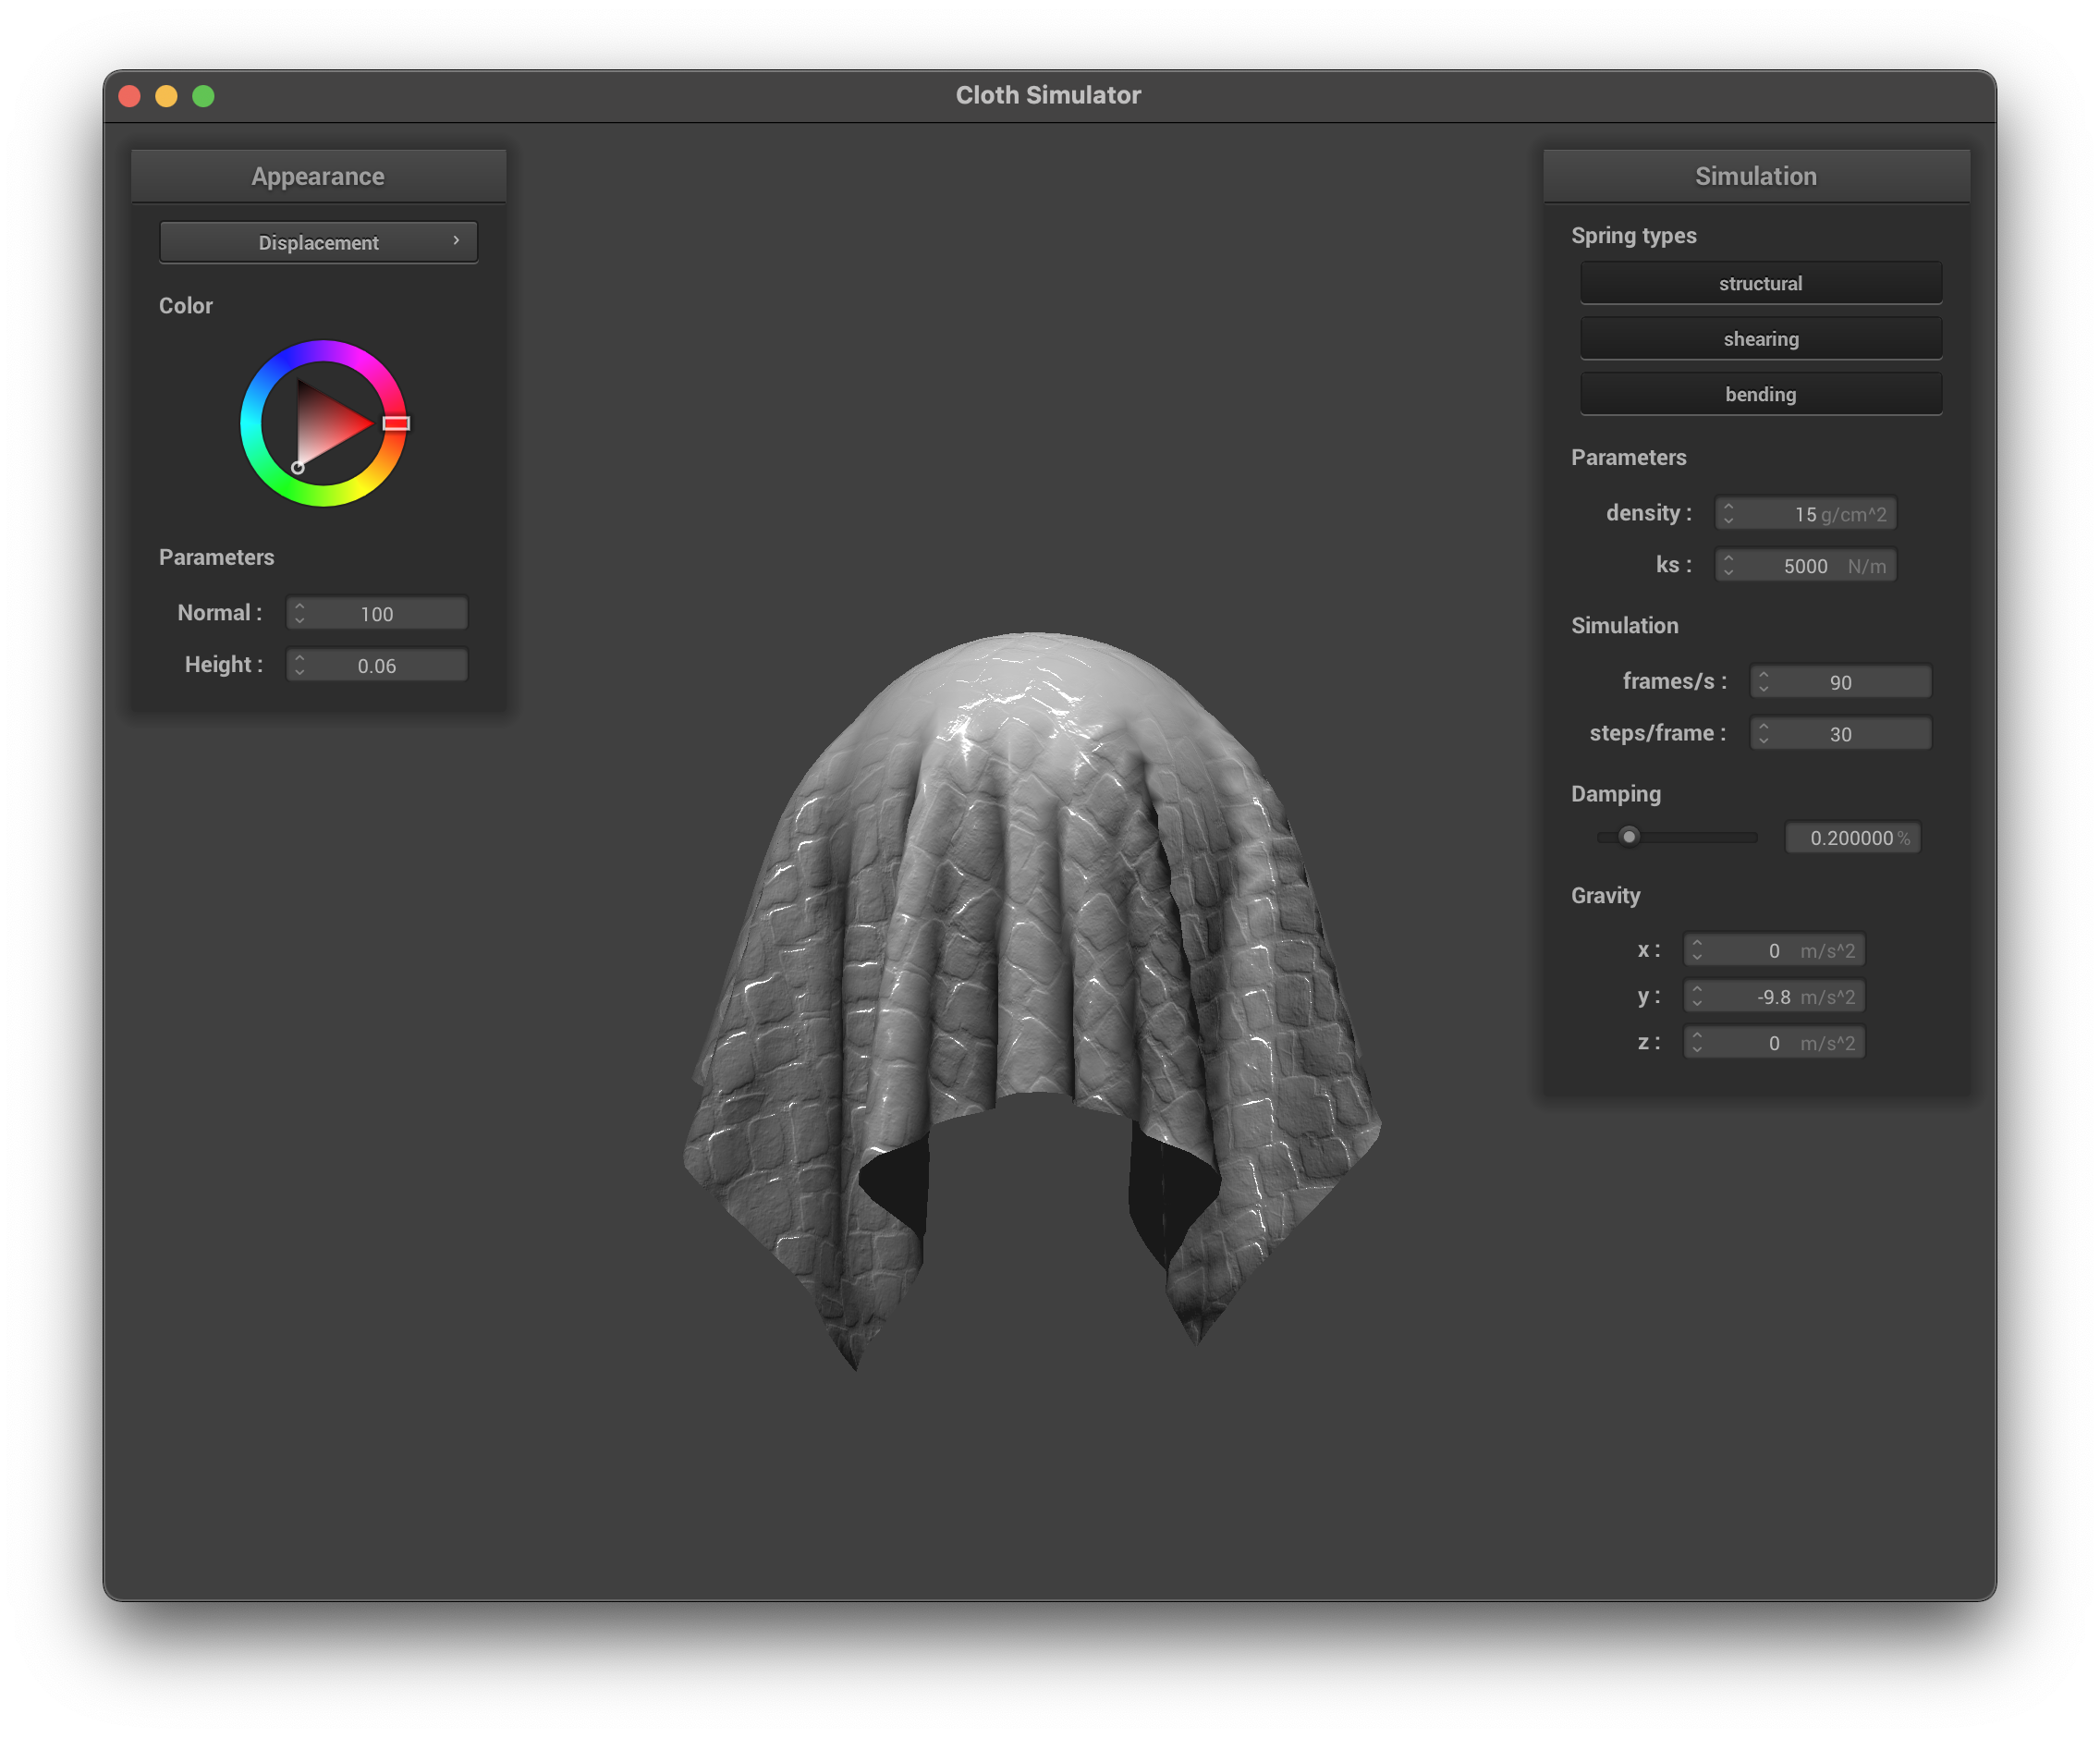 Cloth Simulator
Appearance
Displacement
Color
Parameters
Normal : 100
Height : 0.06
Simulation
Spring types
structural
shearing
bending
Parameters
density : 15 g/cm^2
ks : 5000 N/m
Simulation
frames/s : 90
steps/frame : 30
Damping
0.200000 %
Gravity
x : 0 m/s^2
y : -9.8 m/s^2
z : 0 m/s^2